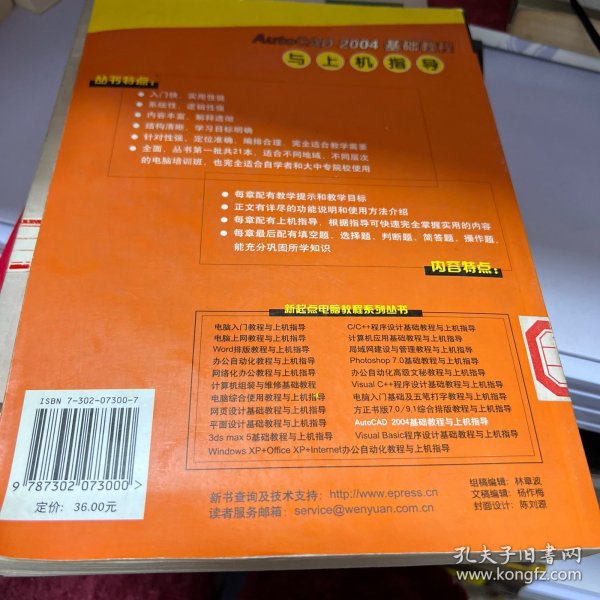 AutoCAD 2004 基础教程
与上机指导
丛书特点：
● 入门快、实用性强
● 系统性、逻辑性强
● 内容丰富、解释透彻
● 结构清晰、学习目标明确
● 针对性强、定位准确、编排合理、完全适合教学需要
● 全面，丛书第一批共21本，适合不同地域、不同层次
的电脑培训班，也完全适合自学者和大中专院校使用
● 每章配有教学提示和教学目标
● 正文有详尽的功能说明和使用方法介绍
● 每章配有上机指导，根据指导可快速完全掌握实用的内容
● 每章最后配有填空题、选择题、判断题、简答题、操作题，
能充分巩固所学知识
内容特点：
新起点电脑教程系列丛书
电脑入门教程与上机指导
电脑上网教程与上机指导
Word排版教程与上机指导
办公自动化教程与上机指导
网络化办公教程与上机指导
计算机组装与维修基础教程
电脑综合使用教程与上机指导
网页设计基础教程与上机指导
平面设计基础教程与上机指导
3ds max 5基础教程与上机指导
Windows XP+Office XP+Internet办公自动化教程与上机指导
C/C++程序设计基础教程与上机指导
计算机应用基础教程与上机指导
局域网建设与管理教程与上机指导
Photoshop 7.0基础教程与上机指导
办公自动化高级文秘教程与上机指导
Visual C++程序设计基础教程与上机指导
电脑入门基础及五笔打字教程与上机指导
方正书版7.0/9.1综合排版教程与上机指导
AutoCAD 2004基础教程与上机指导
Visual Basic程序设计基础教程与上机指导
ISBN 7-302-07300-7
9 787302 073000 >
定价：36.00元
新书查询及技术支持：http://www.epress.cn
读者服务邮箱：service@wenyuan.com.cn
组稿编辑：林章波
文稿编辑：杨作梅
封面设计：陈刘源
孔夫子旧书网
www.kongfz.com